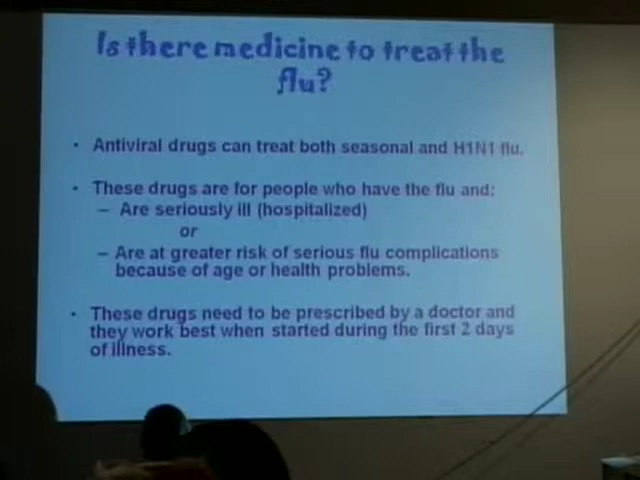 Is there medicine to treat the
flu?
• Antiviral drugs can treat both seasonal and H1N1 flu.
• These drugs are for people who have the flu and:
– Are seriously ill (hospitalized)
or
– Are at greater risk of serious flu complications
because of age or health problems.
• These drugs need to be prescribed by a doctor and
they work best when started during the first 2 days
of illness.